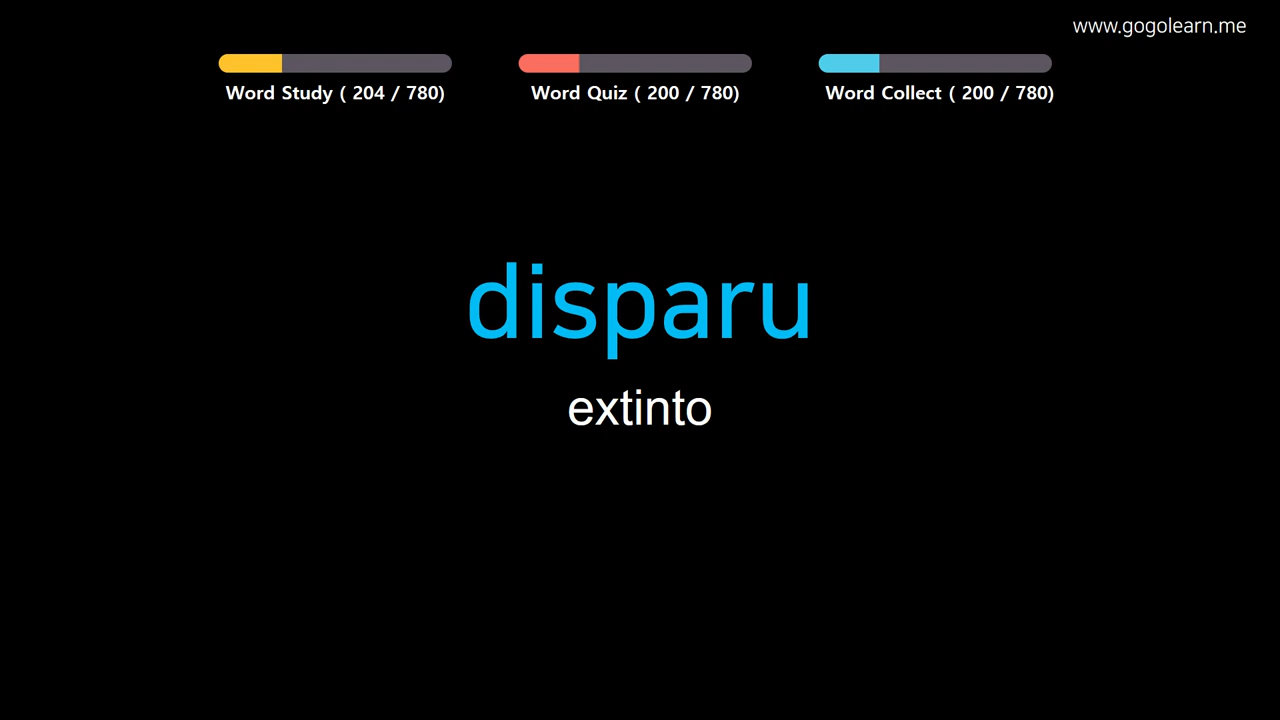 www.gogolearn.me
Word Study ( 204 / 780)
Word Quiz ( 200 / 780)
Word Collect ( 200 / 780)
disparu
extinto